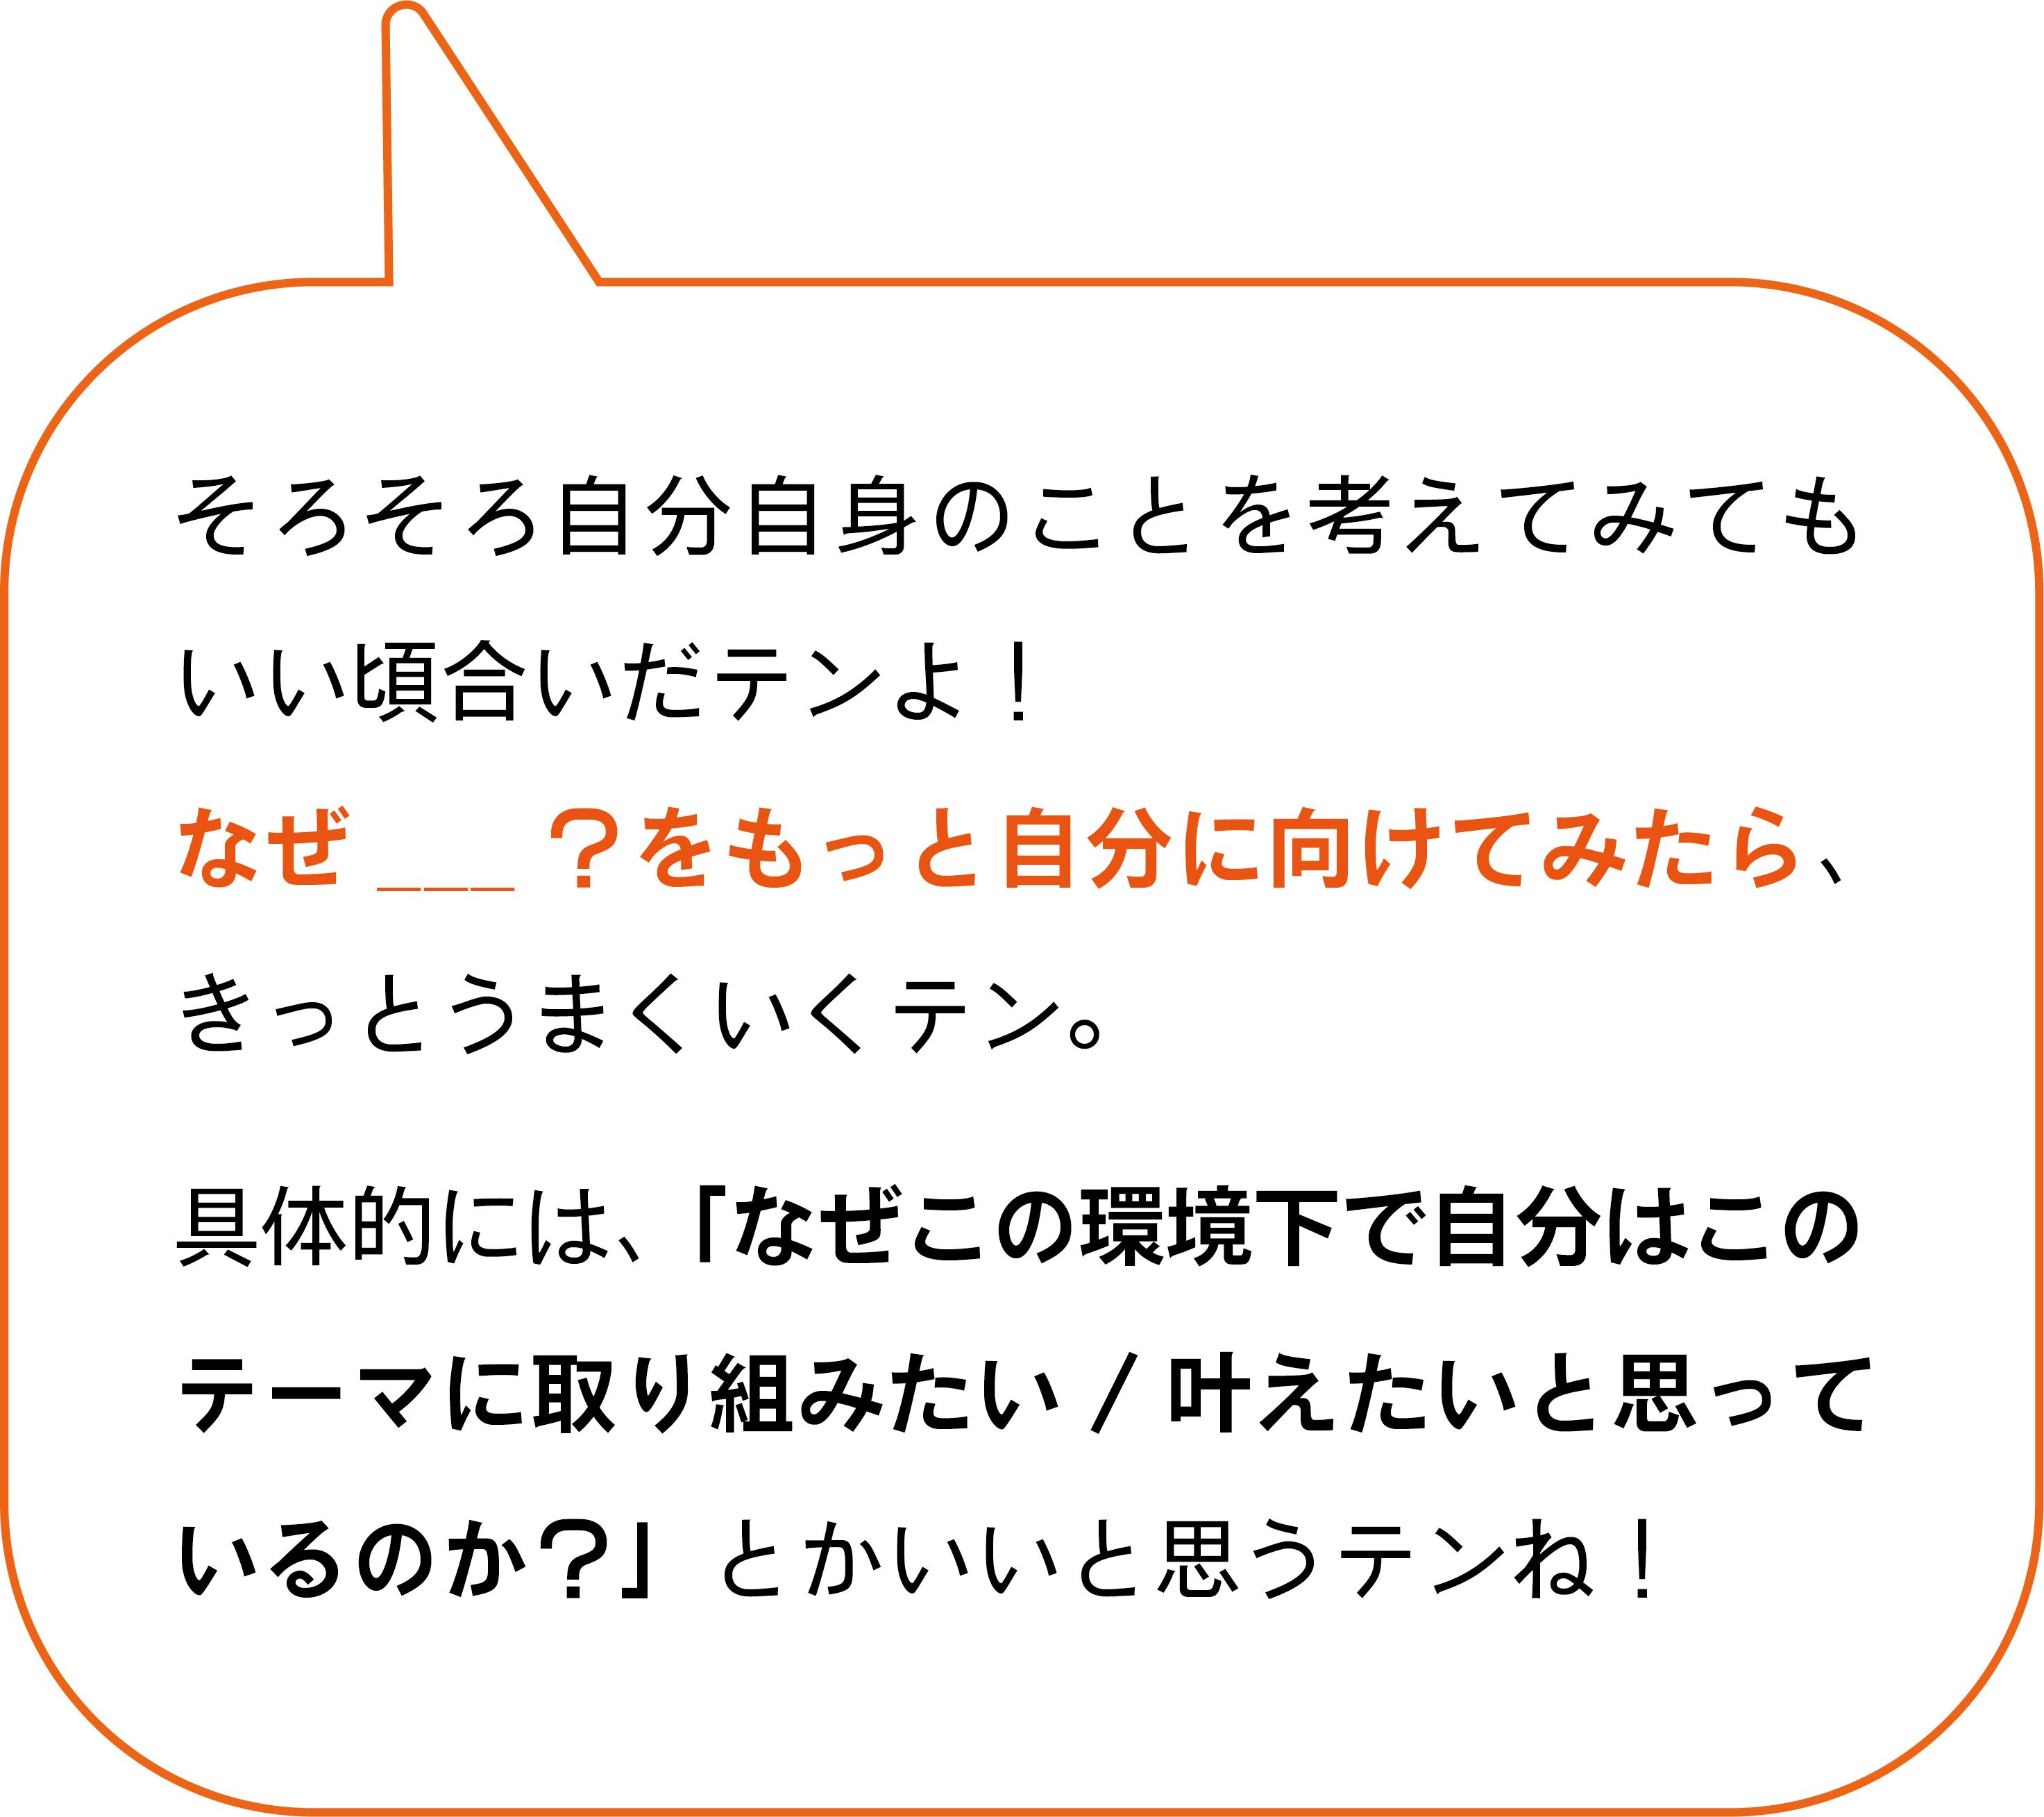 そろそろ自分自身のことを考えてみても
いい頃合いだテンよ！
なぜ ___ ？をもっと自分に向けてみたら、
きっとうまくいくテン。
具体的には、「なぜこの環境下で自分はこの
テーマに取り組みたい / 叶えたいと思って
いるのか？」とかいいと思うテンね！